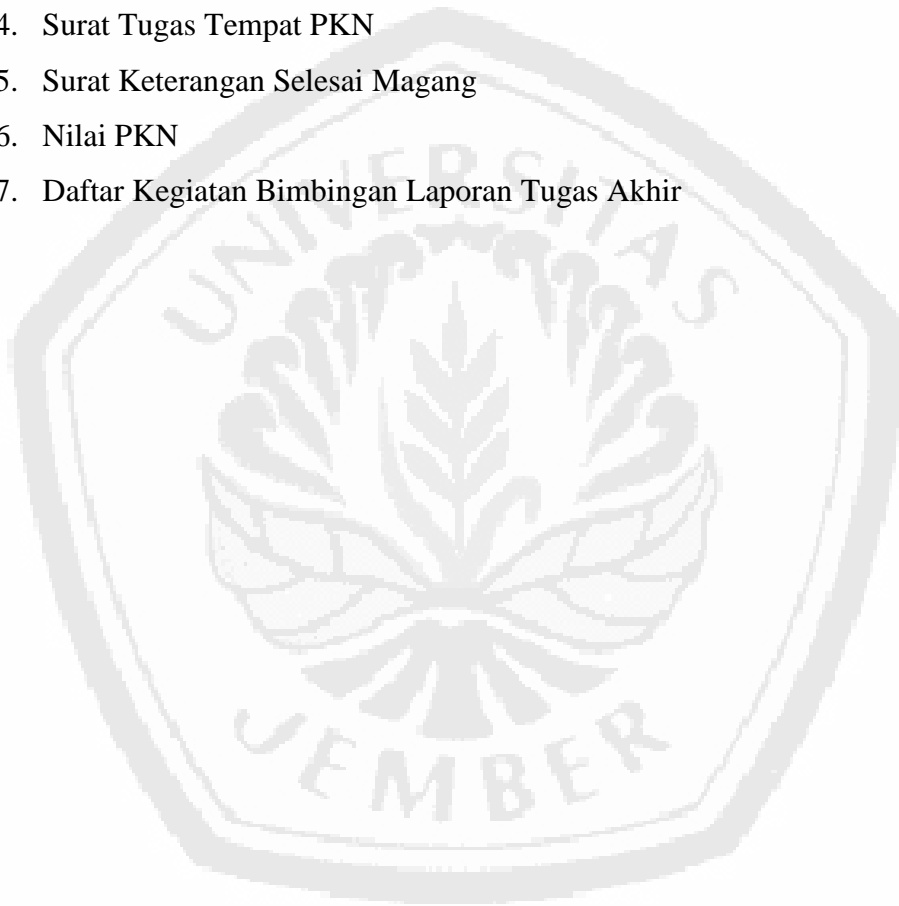 4. Surat Tugas Tempat PKN
5. Surat Keterangan Selesai Magang
6. Nilai PKN
7. Daftar Kegiatan Bimbingan Laporan Tugas Akhir
UNIVERSITAS
JEMBER